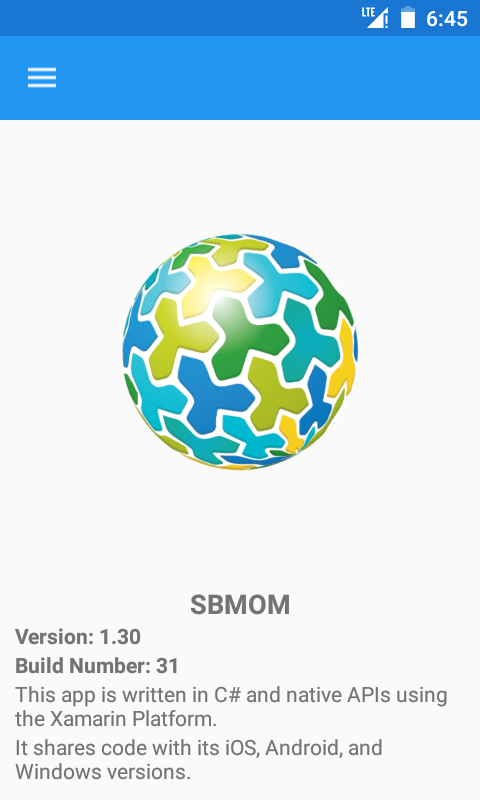 LTE
6:45
SBMOM
Version: 1.30
Build Number: 31
This app is written in C# and native APIs using
the Xamarin Platform.
It shares code with its iOS, Android, and
Windows versions.